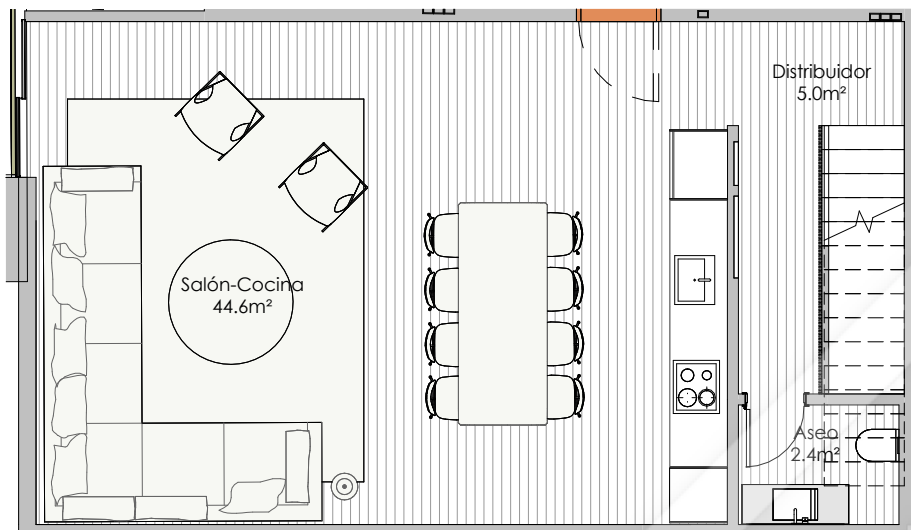 Distribuidor
5.0m²
Salón-Cocina
44.6m²
Aseo
2.4m²